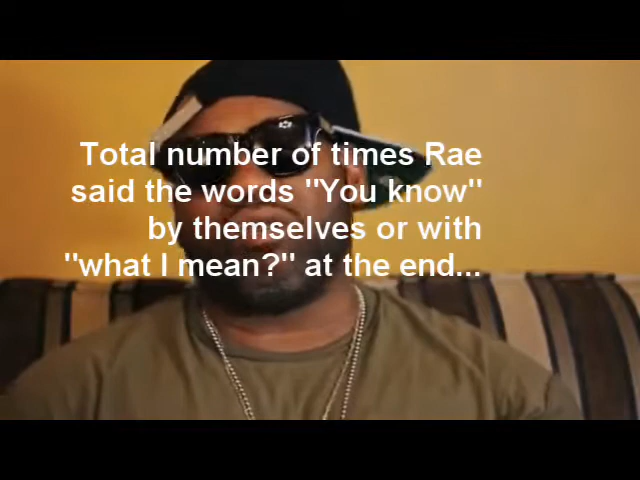 Total number of times Rae
said the words "You know"
by themselves or with
"what I mean?" at the end...